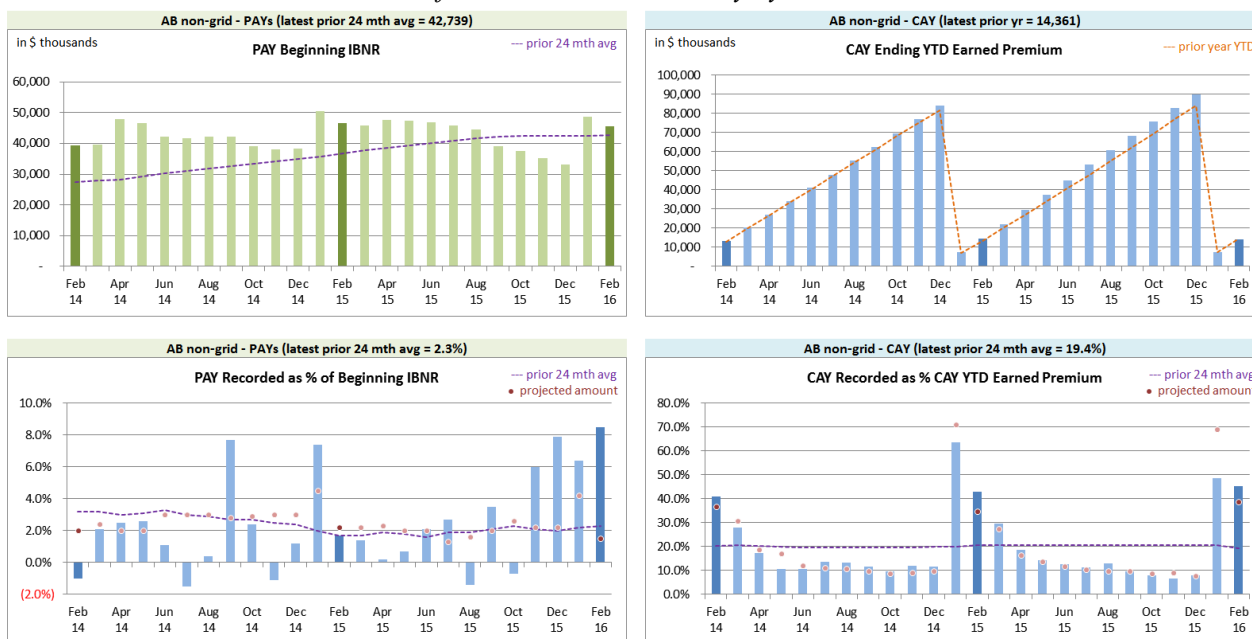 AB non-grid - PAYs (latest prior 24 mth avg = 42,739)
in $ thousands
PAY Beginning IBNR
--- prior 24 mth avg
60,000
50,000
40,000
30,000
20,000
10,000
-
Feb 14 Apr 14 Jun 14 Aug 14 Oct 14 Dec 14 Feb 15 Apr 15 Jun 15 Aug 15 Oct 15 Dec 15 Feb 16
AB non-grid - CAY (latest prior yr = 14,361)
in $ thousands
CAY Ending YTD Earned Premium
--- prior year YTD
100,000
90,000
80,000
70,000
60,000
50,000
40,000
30,000
20,000
10,000
-
Feb 14 Apr 14 Jun 14 Aug 14 Oct 14 Dec 14 Feb 15 Apr 15 Jun 15 Aug 15 Oct 15 Dec 15 Feb 16
AB non-grid - PAYs (latest prior 24 mth avg = 2.3%)
PAY Recorded as % of Beginning IBNR
--- prior 24 mth avg
• projected amount
10.0%
8.0%
6.0%
4.0%
2.0%
0.0%
(2.0%)
Feb 14 Apr 14 Jun 14 Aug 14 Oct 14 Dec 14 Feb 15 Apr 15 Jun 15 Aug 15 Oct 15 Dec 15 Feb 16
AB non-grid - CAY (latest prior 24 mth avg = 19.4%)
CAY Recorded as % CAY YTD Earned Premium
--- prior 24 mth avg
• projected amount
80.0%
70.0%
60.0%
50.0%
40.0%
30.0%
20.0%
10.0%
0.0%
Feb 14 Apr 14 Jun 14 Aug 14 Oct 14 Dec 14 Feb 15 Apr 15 Jun 15 Aug 15 Oct 15 Dec 15 Feb 16